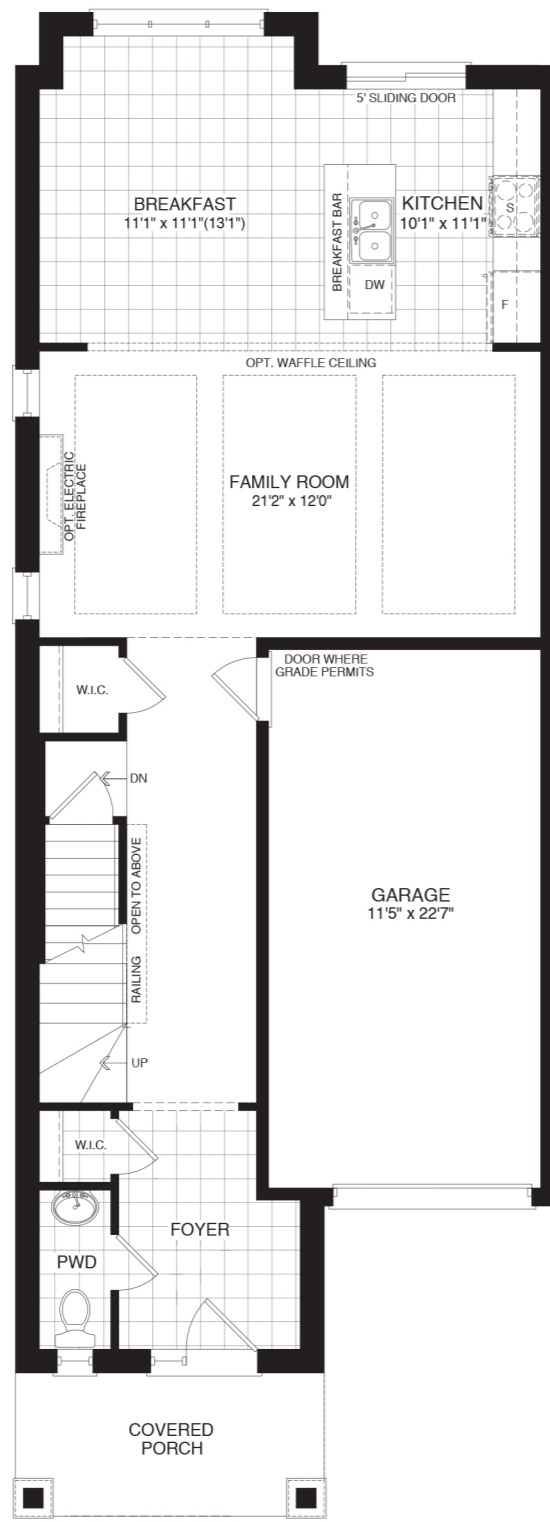 5' SLIDING DOOR
BREAKFAST
11'1" x 11'1"(13'1")
BREAKFAST BAR
KITCHEN
10'1" x 11'1"
S
DW
F
OPT. WAFFLE CEILING
OPT. ELECTRIC
FIREPLACE
FAMILY ROOM
21'2" x 12'0"
W.I.C.
DOOR WHERE
GRADE PERMITS
DN
OPEN TO ABOVE
RAILING
GARAGE
11'5" x 22'7"
UP
W.I.C.
FOYER
PWD
COVERED
PORCH